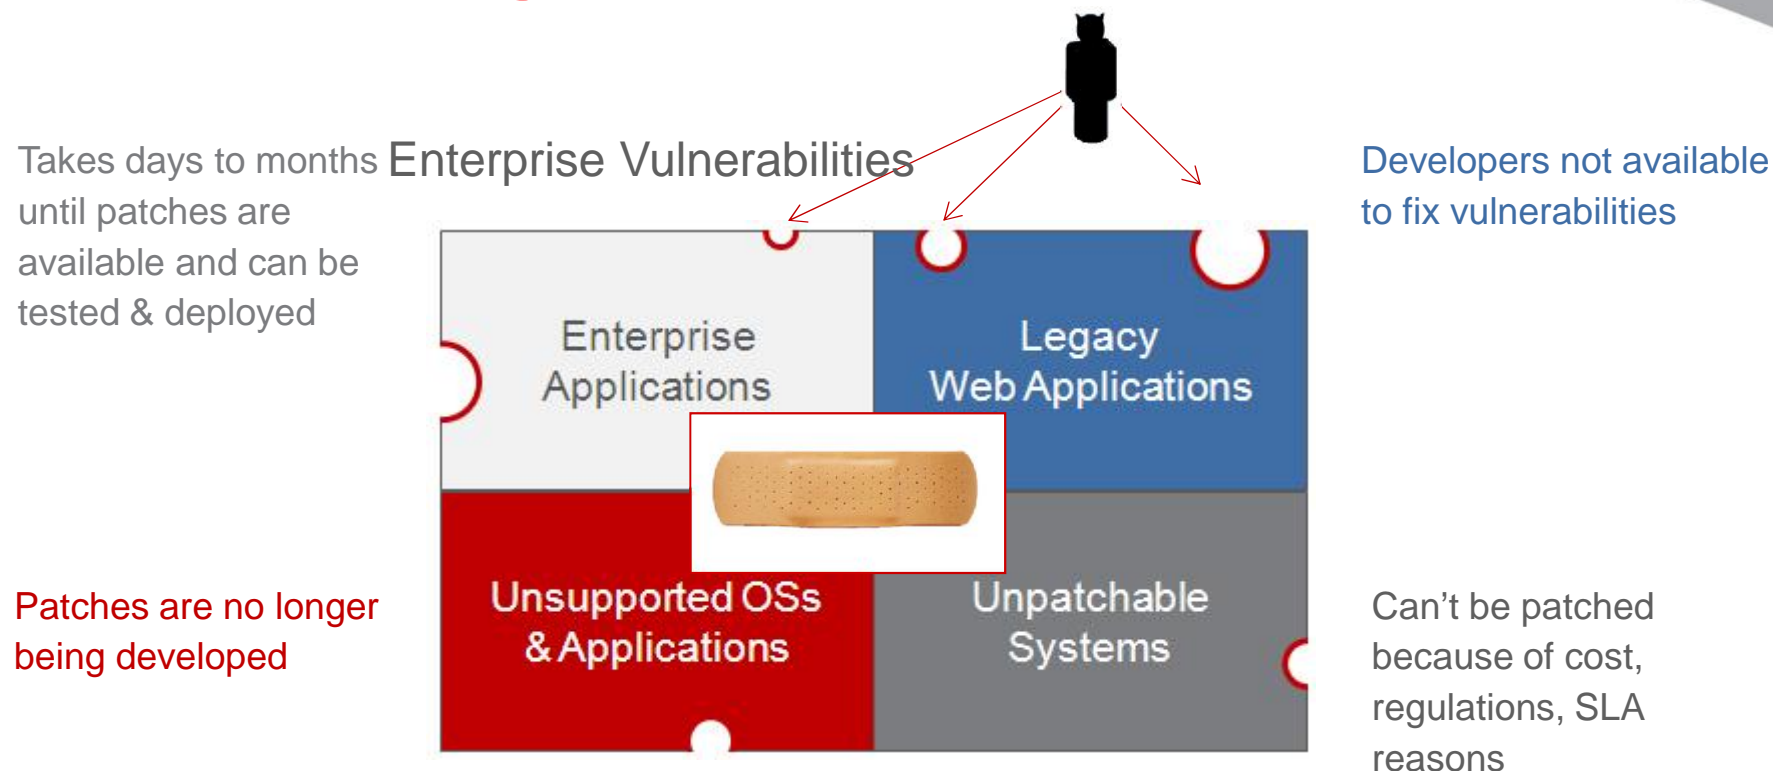 Enterprise Vulnerabilities
Takes days to months
until patches are
available and can be
tested & deployed
Developers not available
to fix vulnerabilities
Enterprise
Applications
Legacy
Web Applications
Unsupported OSs
& Applications
Unpatchable
Systems
Patches are no longer
being developed
Can’t be patched
because of cost,
regulations, SLA
reasons